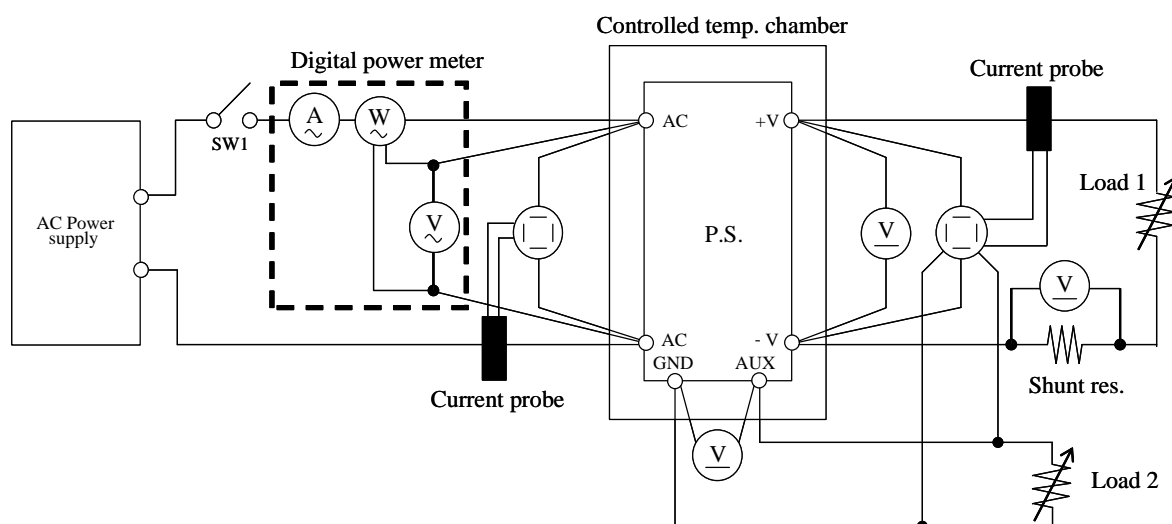 Controlled temp. chamber
Digital power meter
Current probe
A
W
SW1
AC
+V
Load 1
AC Power
supply
V
P.S.
V
V
AC
- V
GND
AUX
Shunt res.
Current probe
V
Load 2